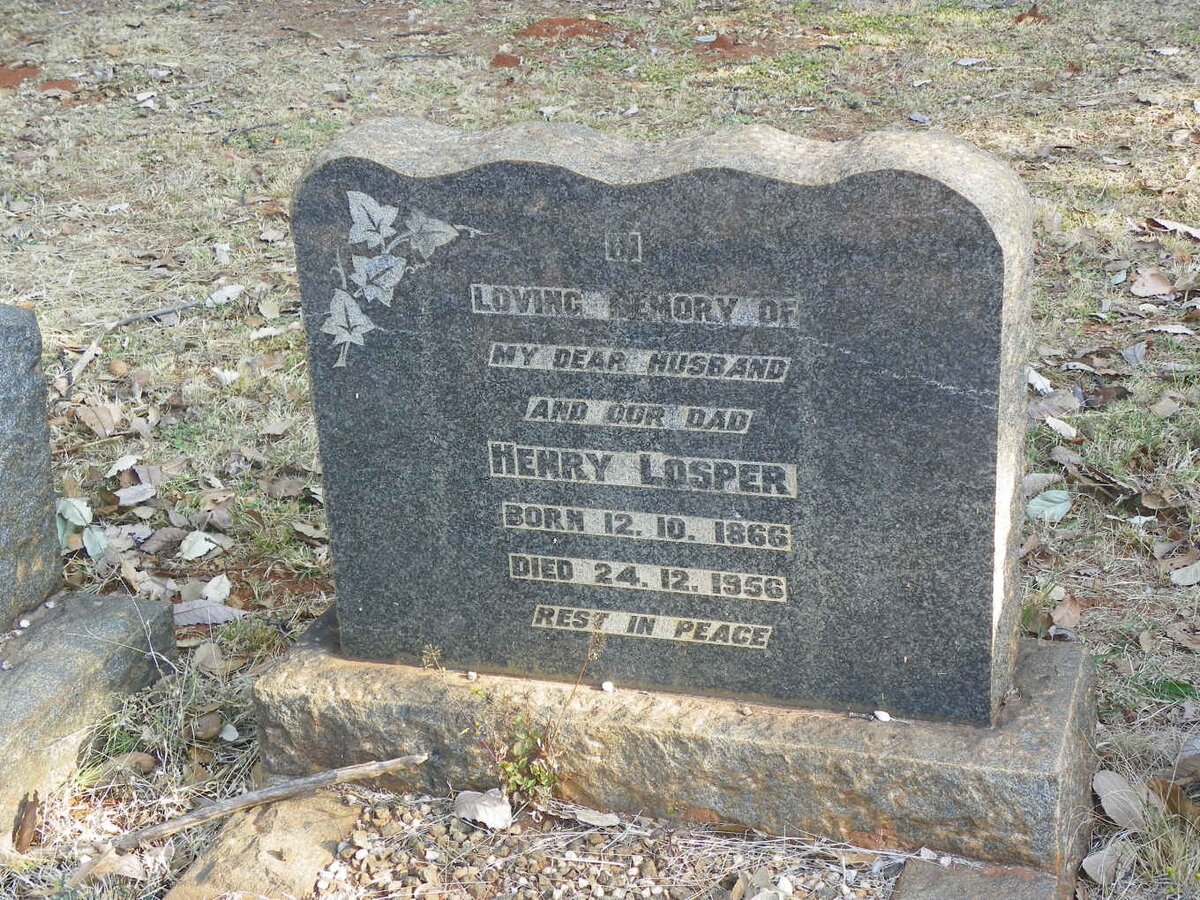 IN
LOVING MEMORY OF
MY DEAR HUSBAND
AND OUR DAD
HENRY LOSPER
BORN 12. 10. 1866
DIED 24. 12. 1956
REST IN PEACE